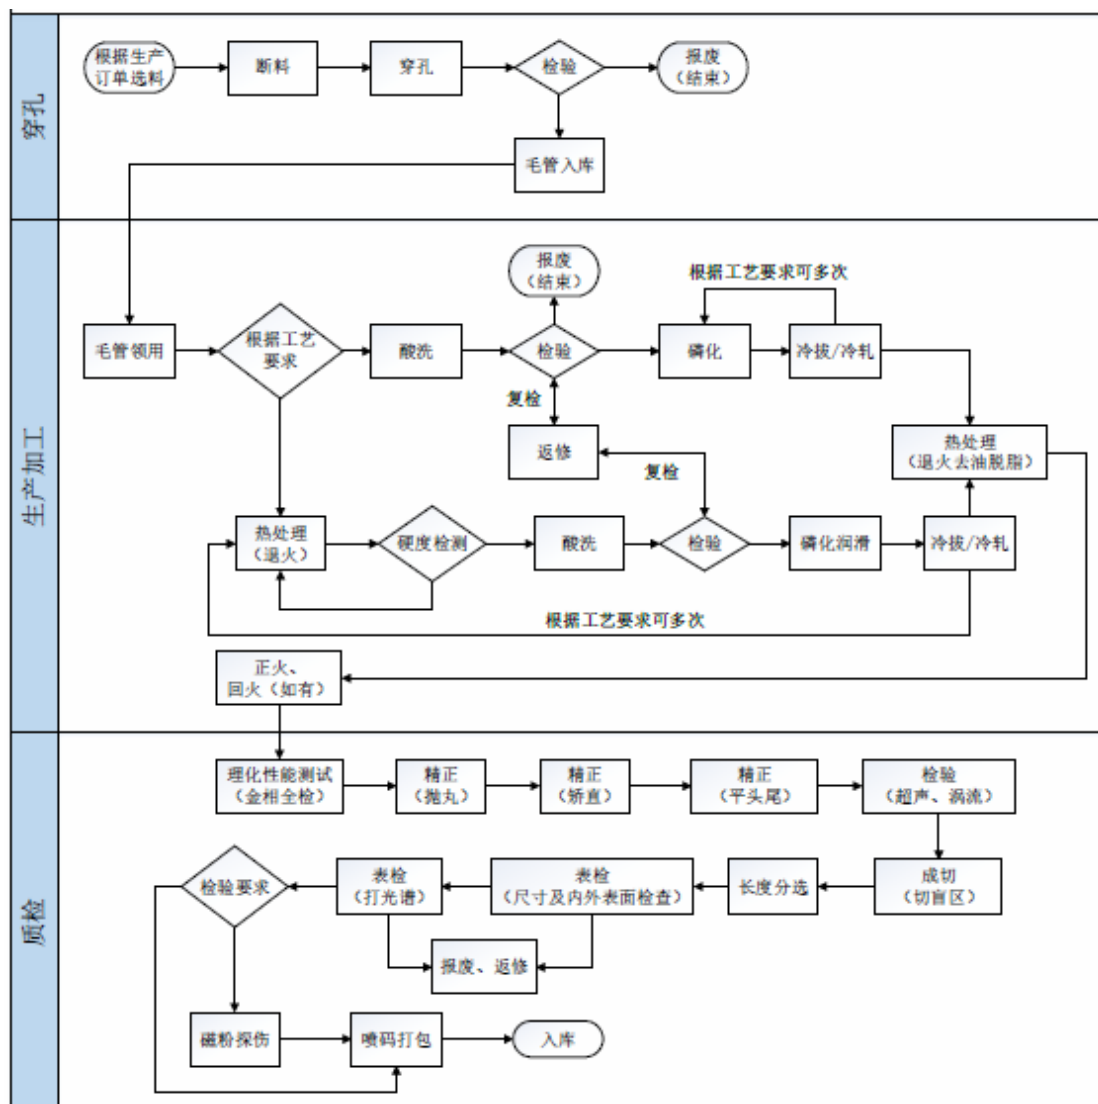 穿孔
根据生产
订单选料
断料
穿孔
检验
报废
（结束）
毛管入库
生产加工
报废
（结束）
根据工艺要求可多次
毛管领用
根据工艺
要求
酸洗
检验
磷化
冷拔/冷轧
复检
返修
复检
热处理
（退火去油脱脂）
热处理
（退火）
硬度检测
酸洗
检验
磷化润滑
冷拔/冷轧
根据工艺要求可多次
正火、
回火（如有）
质检
理化性能测试
（金相全检）
精正
（抛丸）
精正
（矫直）
精正
（平头尾）
检验
（超声、涡流）
检验要求
表检
（打光谱）
表检
（尺寸及内外表面检查）
长度分选
成切
（切盲区）
报废、返修
磁粉探伤
喷码打包
入库